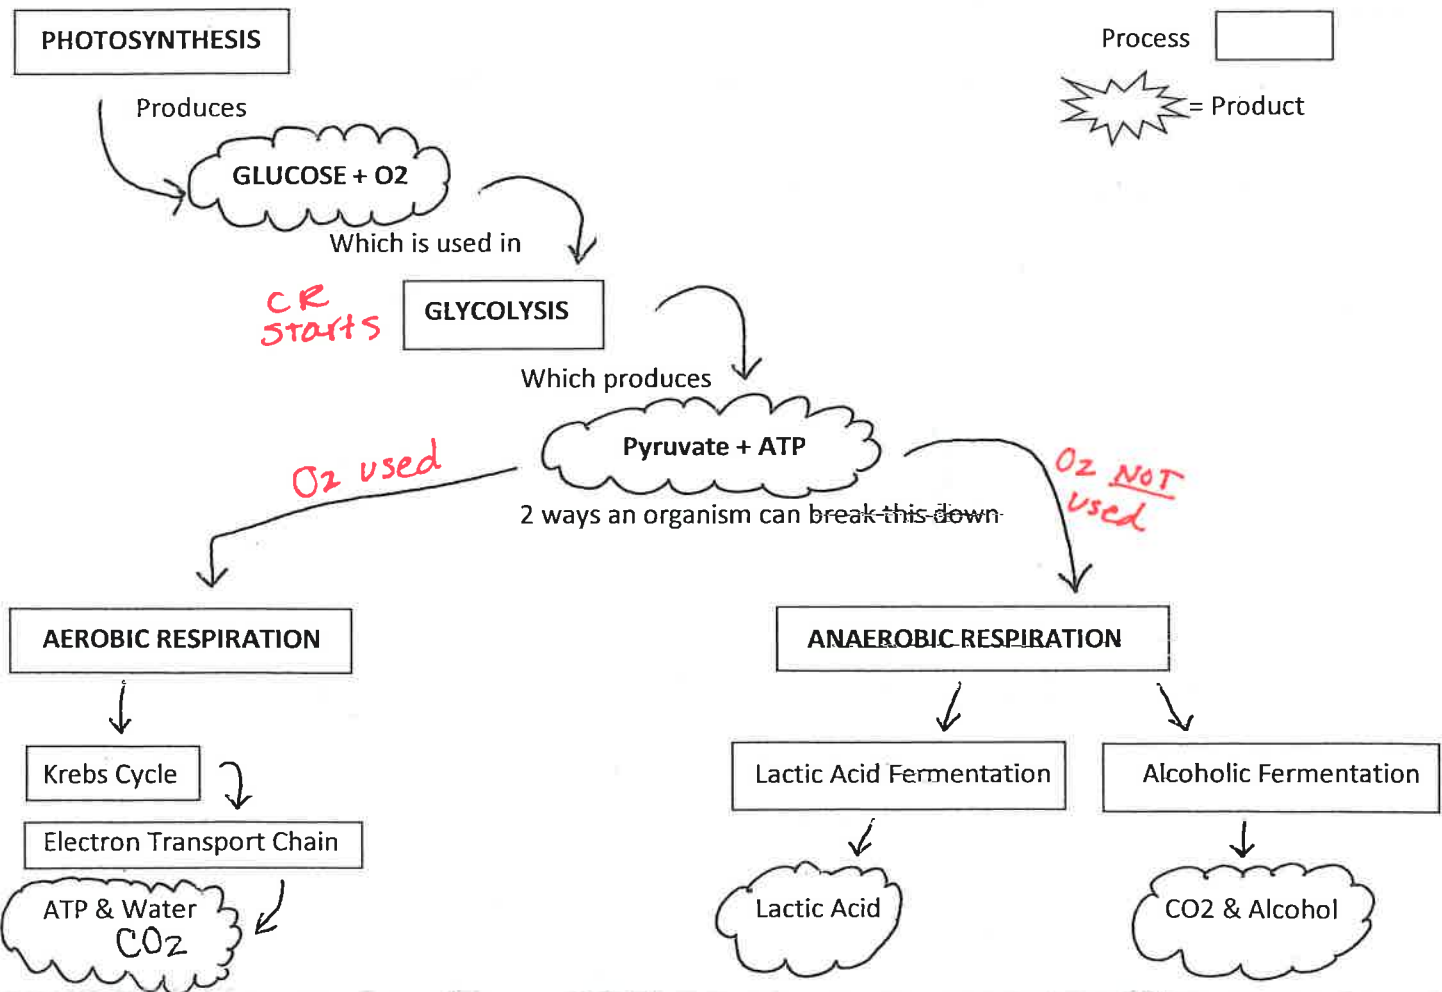 PHOTOSYNTHESIS
Process
Produces
= Product
GLUCOSE + O2
Which is used in
CR
starts
GLYCOLYSIS
Which produces
Pyruvate + ATP
O2 used
O2 NOT
used
2 ways an organism can break this down
AEROBIC RESPIRATION
ANAEROBIC RESPIRATION
Krebs Cycle
Lactic Acid Fermentation
Alcoholic Fermentation
Electron Transport Chain
ATP & Water
CO2
Lactic Acid
CO2 & Alcohol